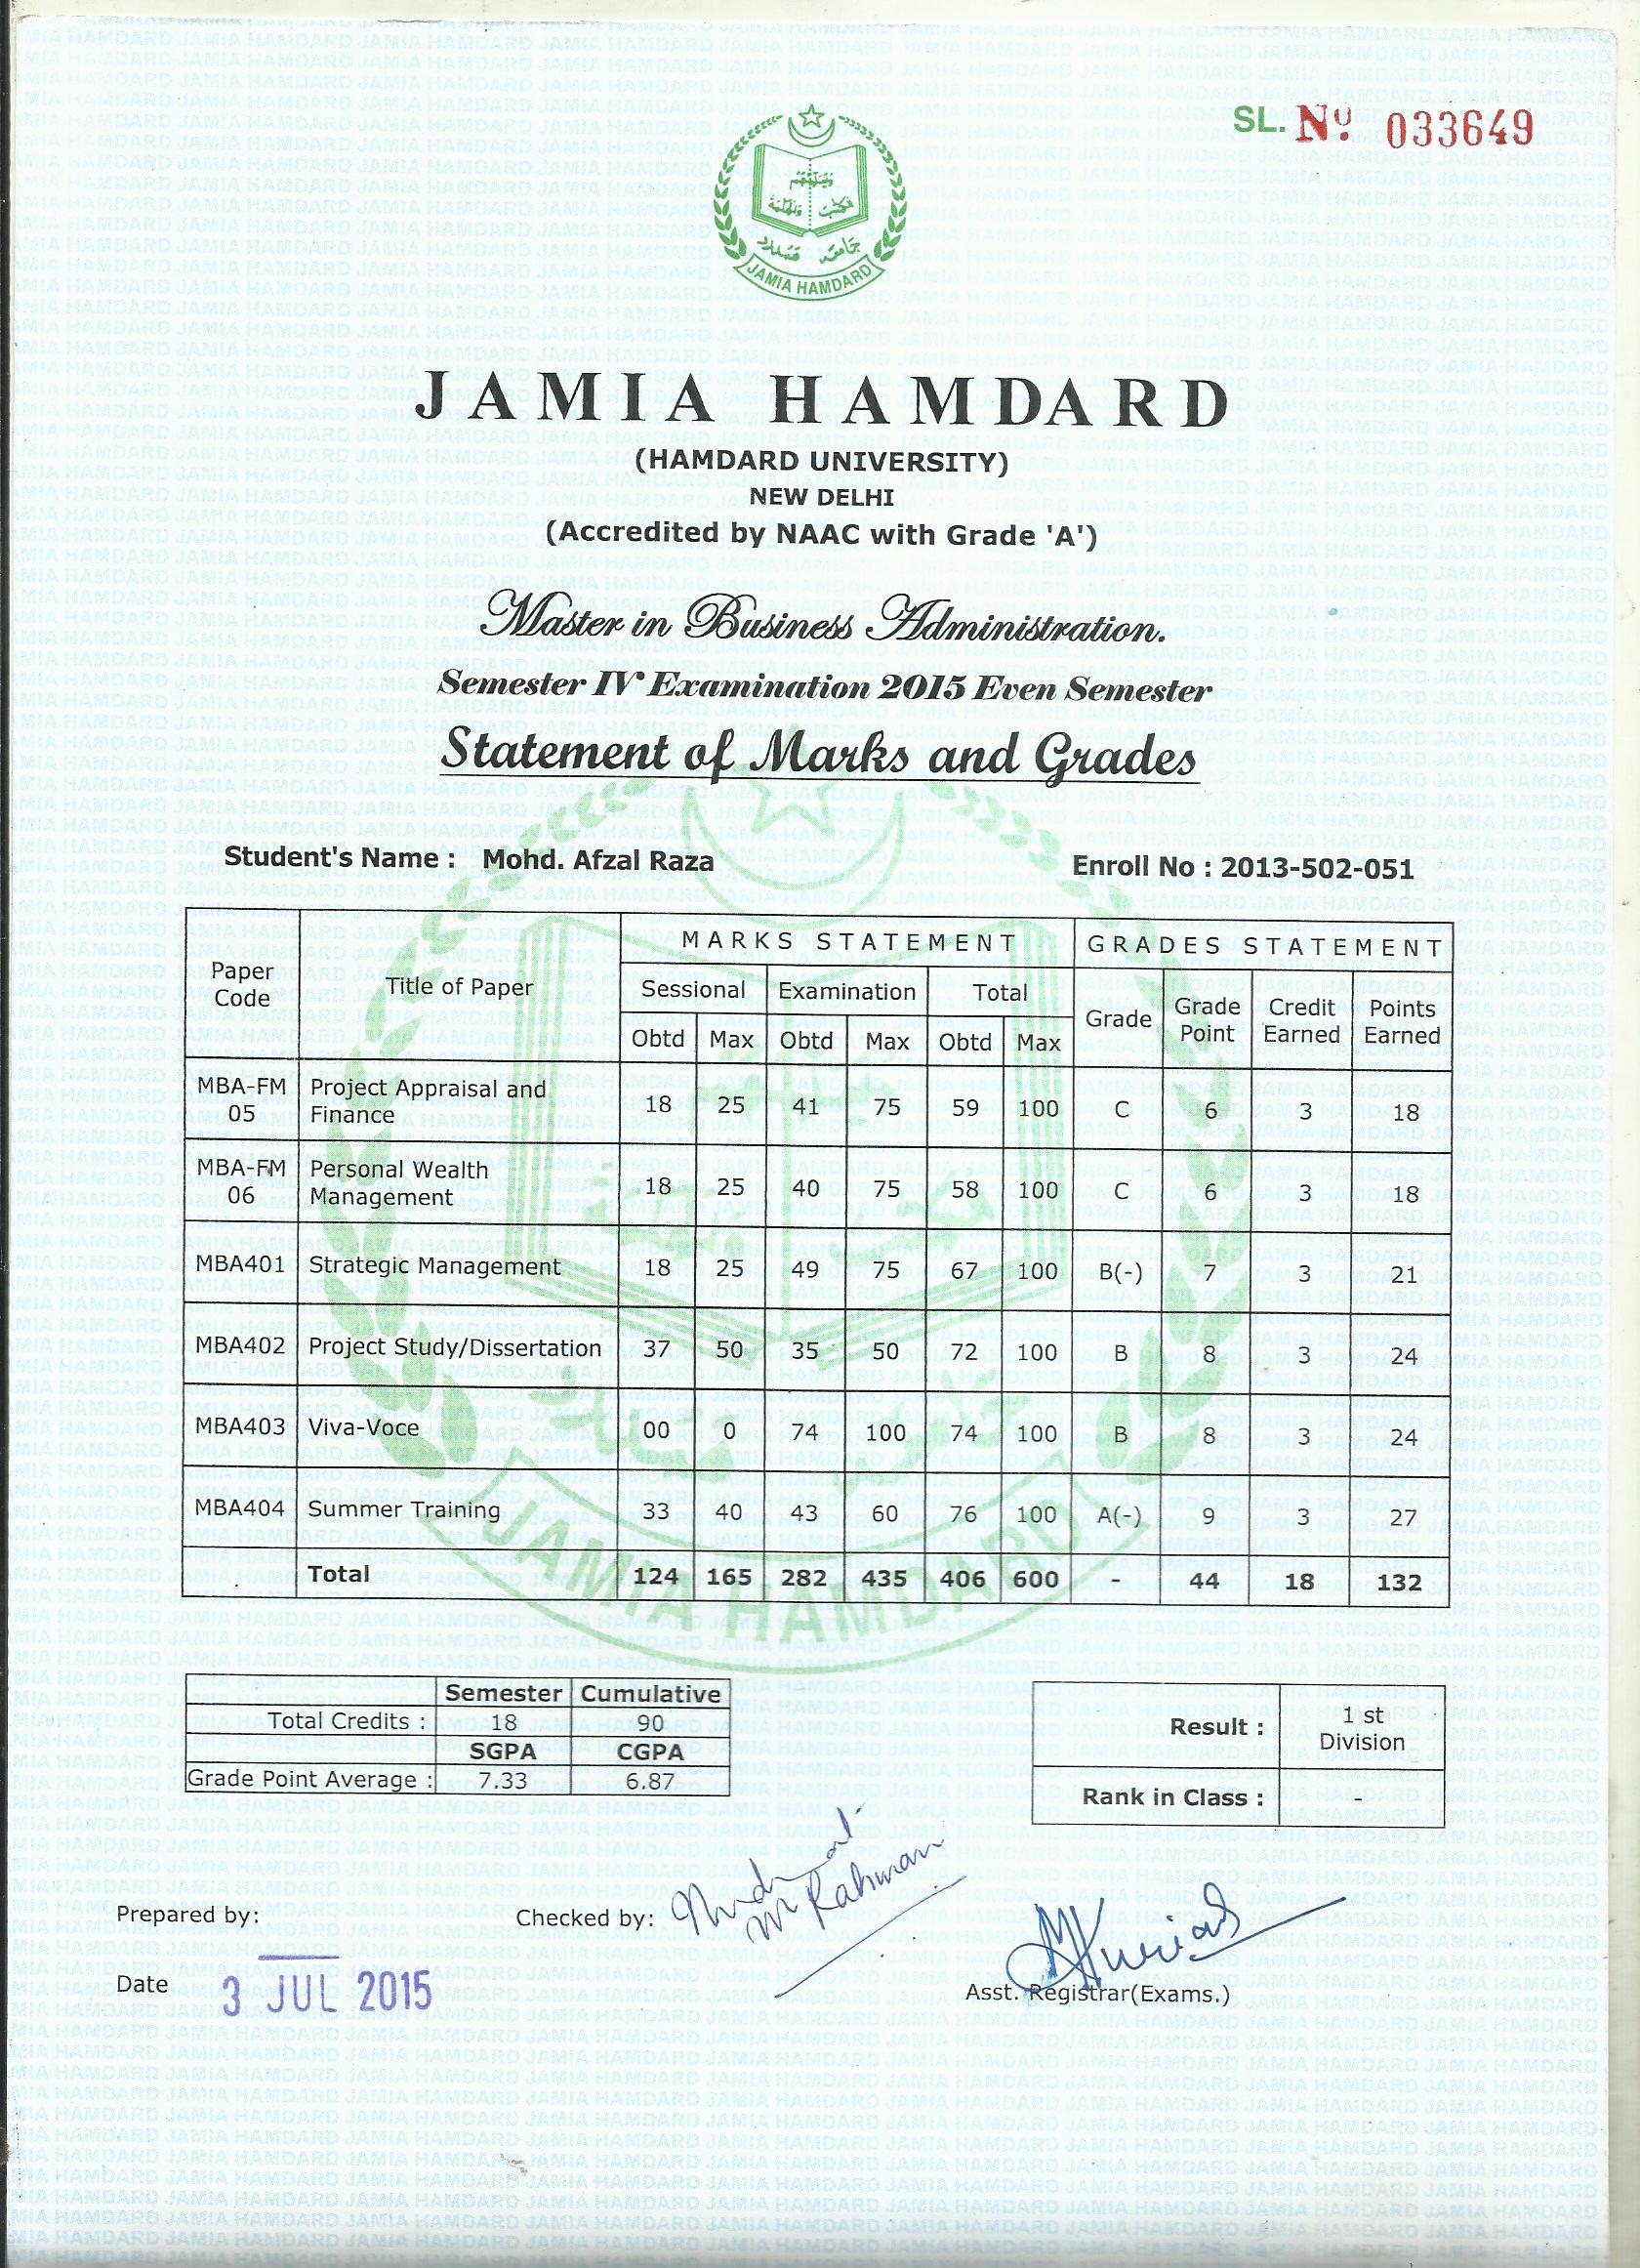 SL. Nº 033649
JAMIA HAMDARD
JAMIA HAMDARD
(HAMDARD UNIVERSITY)
NEW DELHI
(Accredited by NAAC with Grade 'A')
Master in Business Administration.
Semester IV Examination 2015 Even Semester
Statement of Marks and Grades
Student's Name : Mohd. Afzal Raza Enroll No : 2013-502-051
MARKS STATEMENT GRADES STATEMENT
Paper Code Title of Paper Sessional Examination Total Grade Grade Point Credit Earned Points Earned
Obtd Max Obtd Max Obtd Max
MBA-FM 05 Project Appraisal and Finance 18 25 41 75 59 100 C 6 3 18
MBA-FM 06 Personal Wealth Management 18 25 40 75 58 100 C 6 3 18
MBA401 Strategic Management 18 25 49 75 67 100 B(-) 7 3 21
MBA402 Project Study/Dissertation 37 50 35 50 72 100 B 8 3 24
MBA403 Viva-Voce 00 0 74 100 74 100 B 8 3 24
MBA404 Summer Training 33 40 43 60 76 100 A(-) 9 3 27
Total 124 165 282 435 406 600 - 44 18 132
JAMIA HAMDARD
Semester Cumulative
Total Credits : 18 90
SGPA CGPA
Grade Point Average : 7.33 6.87
Result : 1 st Division
Rank in Class : -
Prepared by: Checked by: Rahman
Date 3 JUL 2015
Asst. Registrar(Exams.)